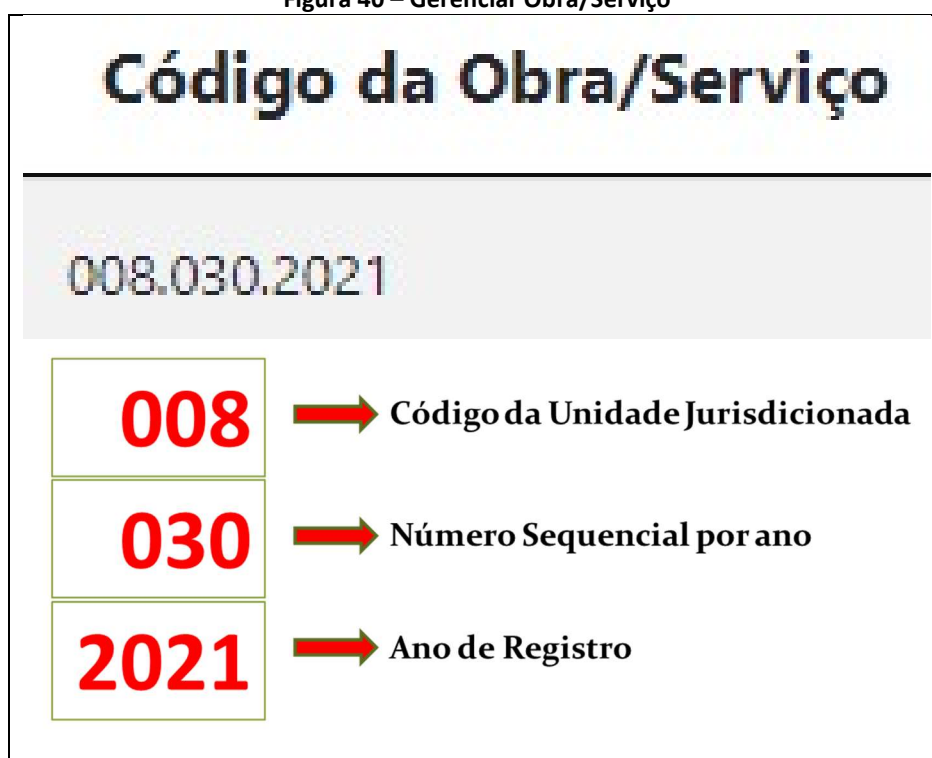 Figura 40 – Gerenciar Obra/Serviço
Código da Obra/Serviço
008.030.2021
008 Código da Unidade Jurisdicionada
030 Número Sequencial por ano
2021 Ano de Registro